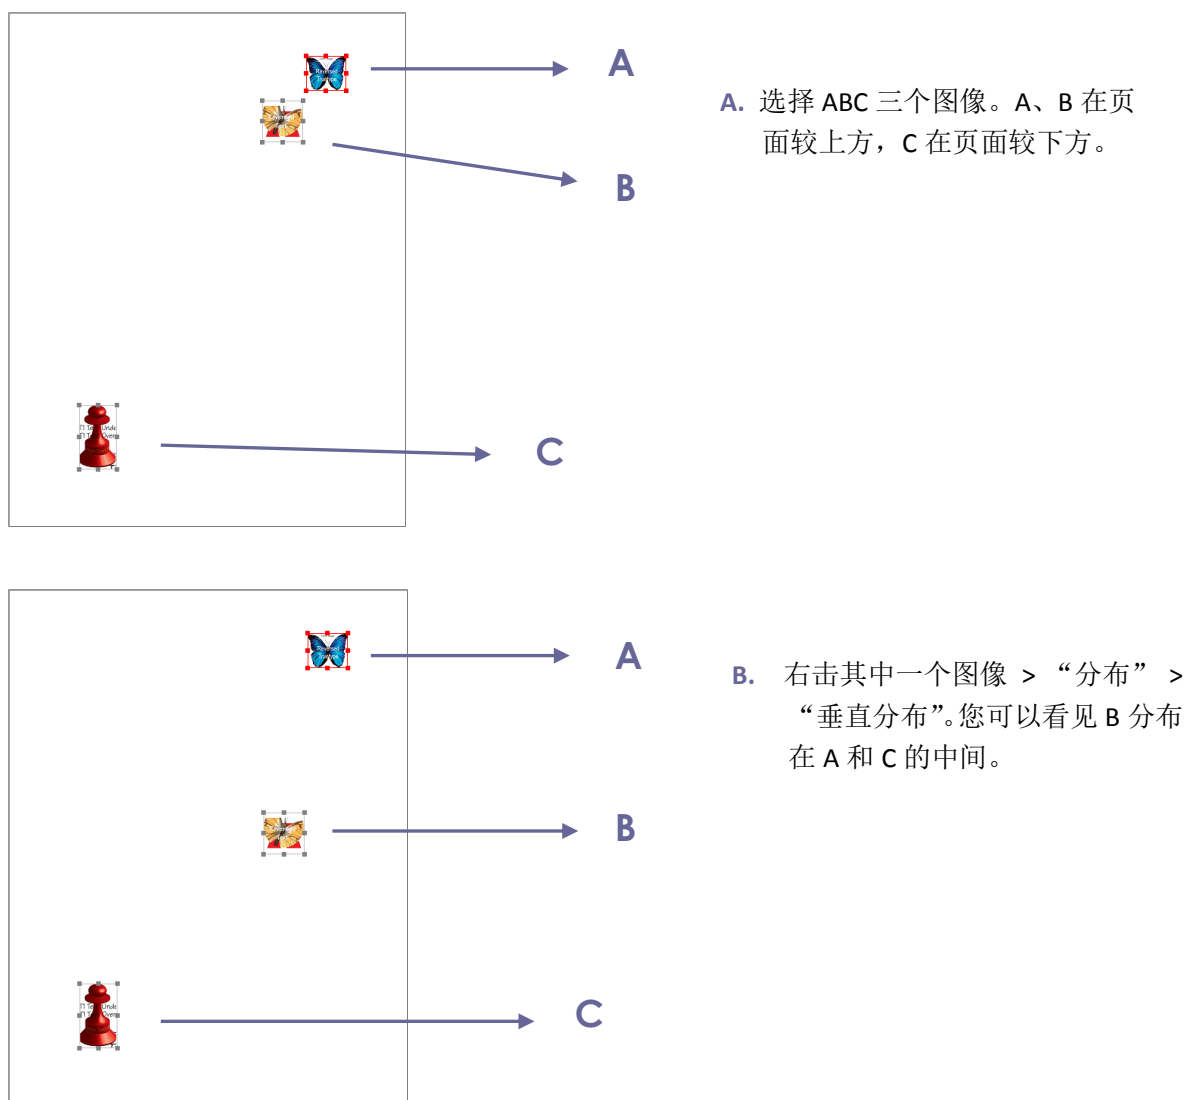 A
A. 选择 ABC 三个图像。A、B 在页
面较上方，C 在页面较下方。
B
C
A
B. 右击其中一个图像 > “分布” >
“垂直分布”。您可以看见 B 分布
在 A 和 C 的中间。
B
C